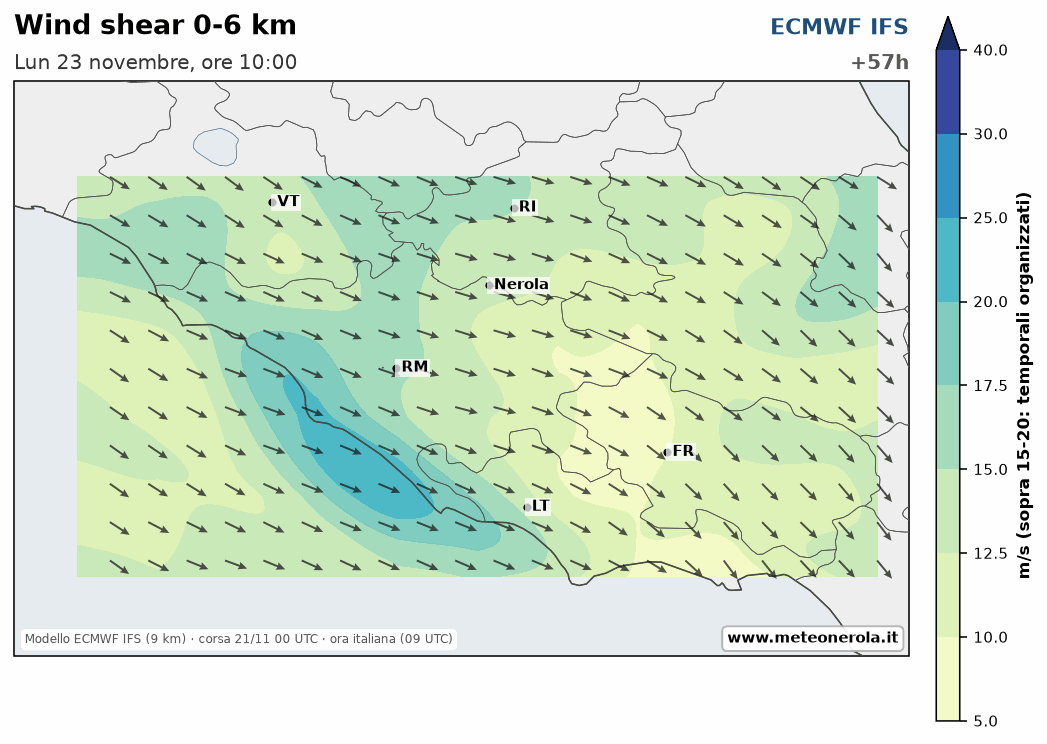 Wind shear 0-6 km
ECMWF IFS
Lun 23 novembre, ore 10:00
+57h
VT
RI
Nerola
RM
FR
LT
Modello ECMWF IFS (9 km) · corsa 21/11 00 UTC · ora italiana (09 UTC)
www.meteonerola.it
40.0
30.0
25.0
20.0
17.5
15.0
12.5
10.0
5.0
m/s (sopra 15-20: temporali organizzati)